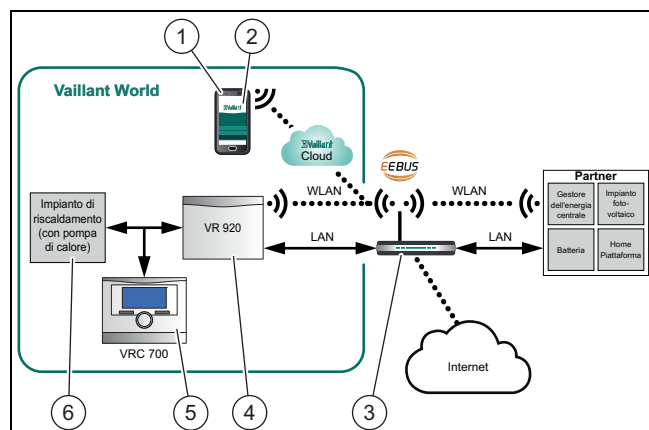 1
2
Vaillant World
Vaillant
Vaillant
Cloud
EEBUS
WLAN
WLAN
Partner
Gestore
dell'energia
centrale
Impianto
foto-
voltaico
Batteria
Home
Piattaforma
Impianto di
riscaldamento
(con pompa
di calore)
VR 920
LAN
LAN
VRC 700
Internet
6
5
4
3